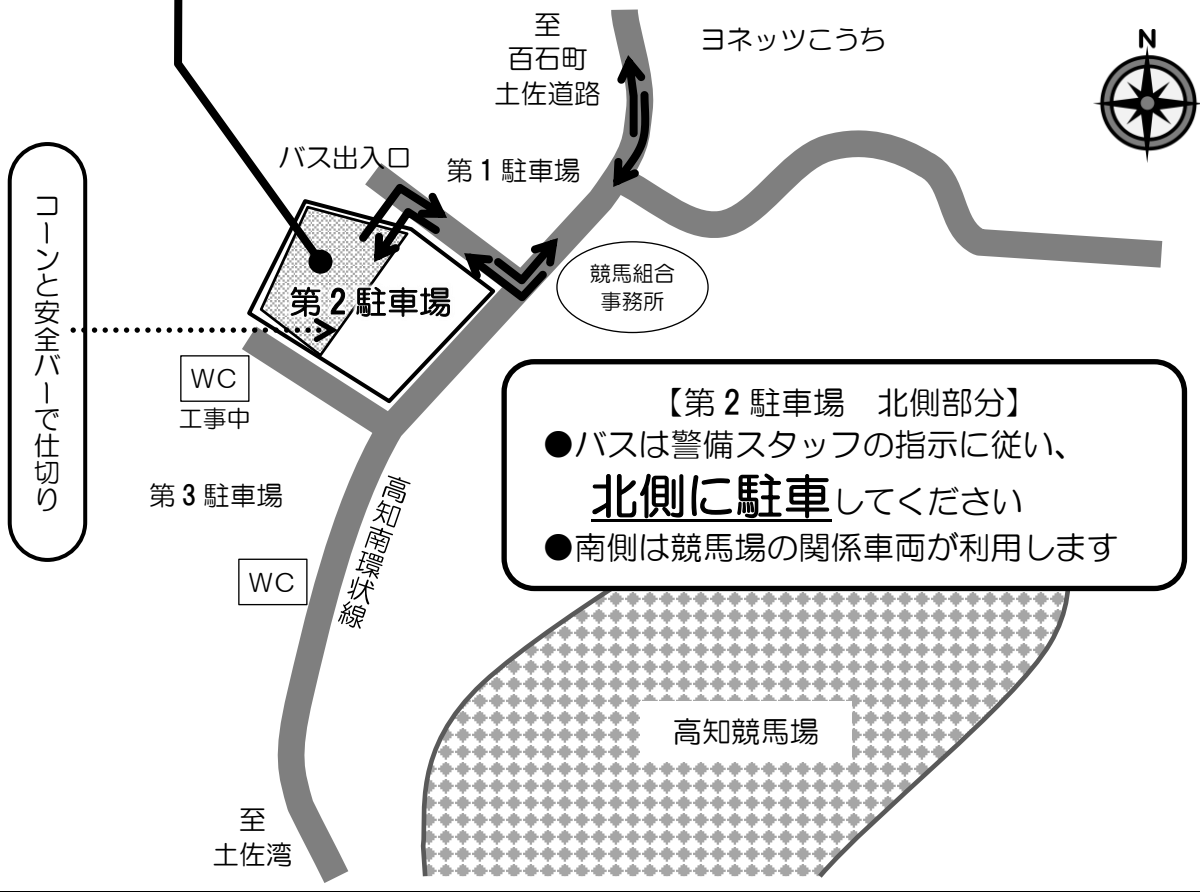 至
百石町
土佐道路
ヨネッツこうち
N
バス出入口
第1駐車場
競馬組合
事務所
第2駐車場
コーンと安全バーで仕切り
WC
工事中
【第2駐車場　北側部分】
●バスは警備スタッフの指示に従い、
北側に駐車してください
●南側は競馬場の関係車両が利用します
第3駐車場
高知南環状線
WC
高知競馬場
至
土佐湾